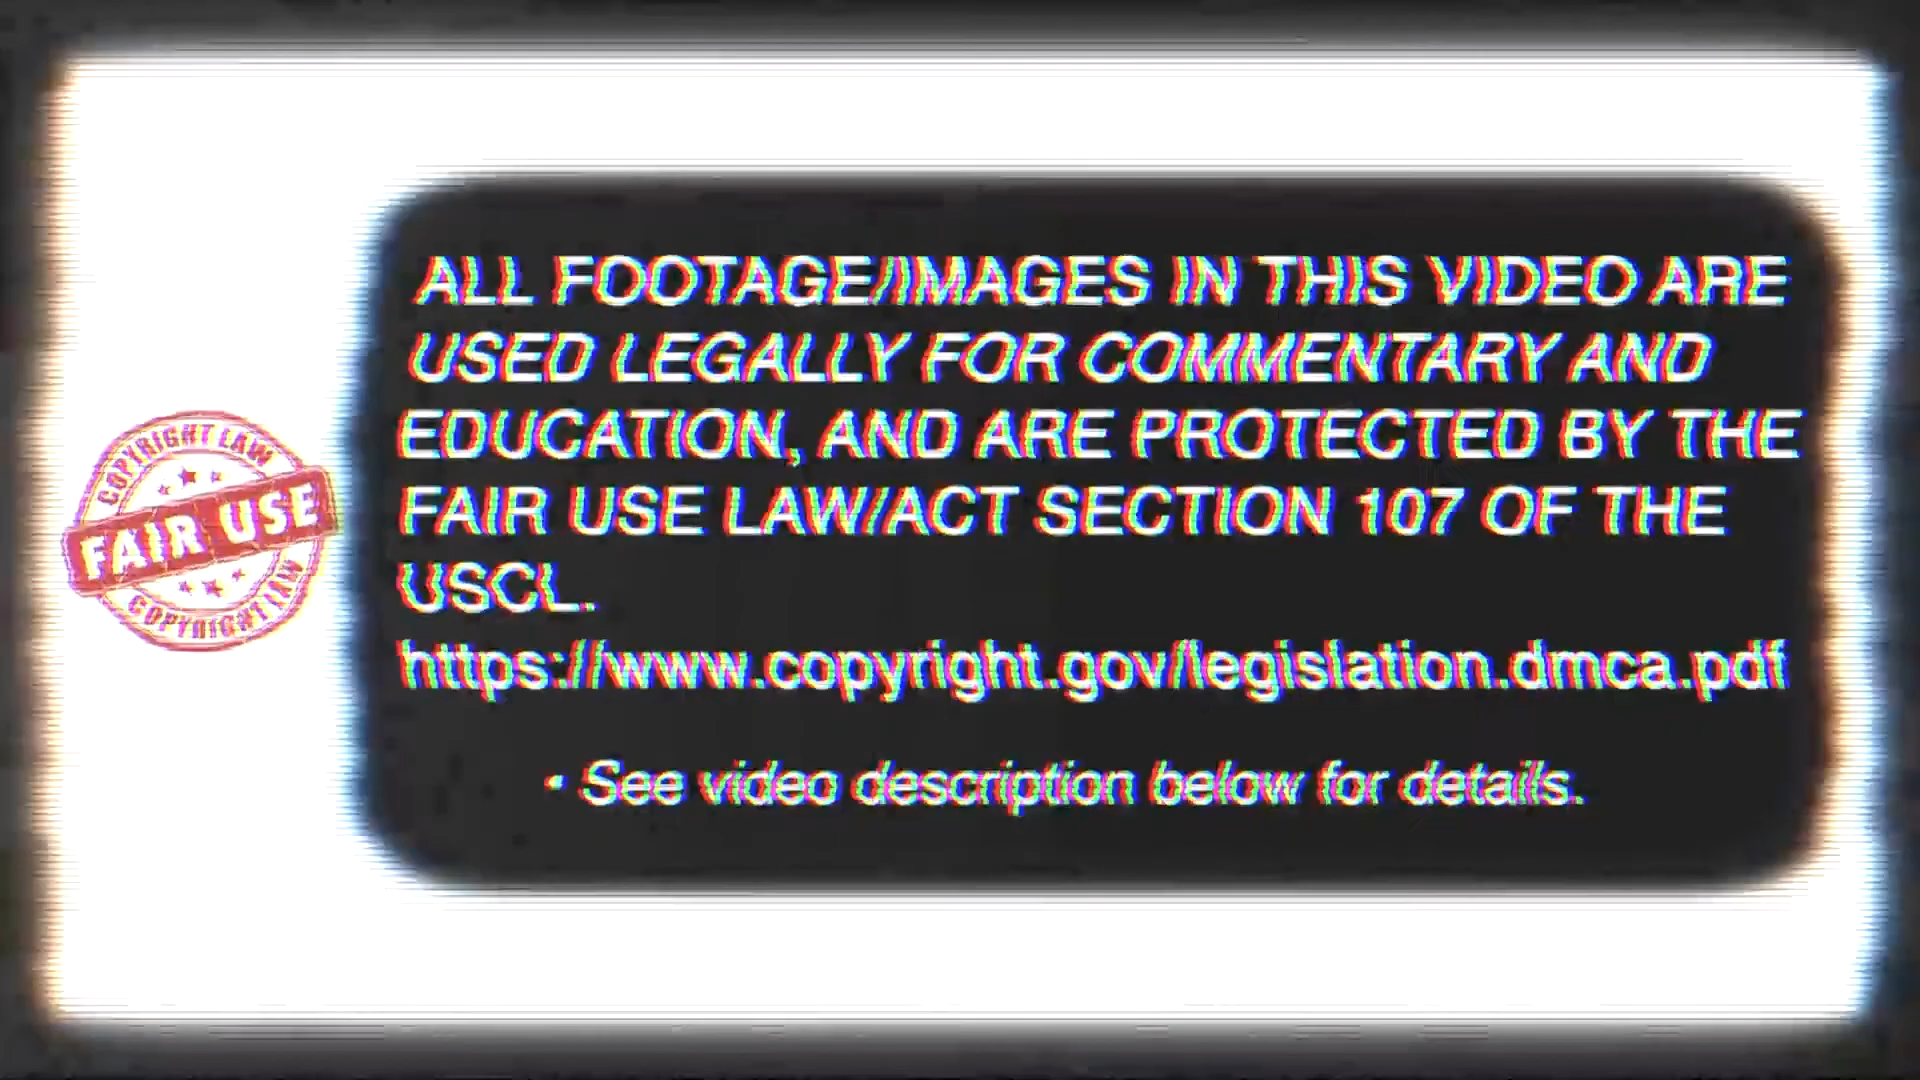 COPYRIGHT LAW
FAIR USE
COPYRIGHT LAW
ALL FOOTAGE/IMAGES IN THIS VIDEO ARE
USED LEGALLY FOR COMMENTARY AND
EDUCATION, AND ARE PROTECTED BY THE
FAIR USE LAW/ACT SECTION 107 OF THE
USCL.
https://www.copyright.gov/legislation.dmca.pdf
• See video description below for details.